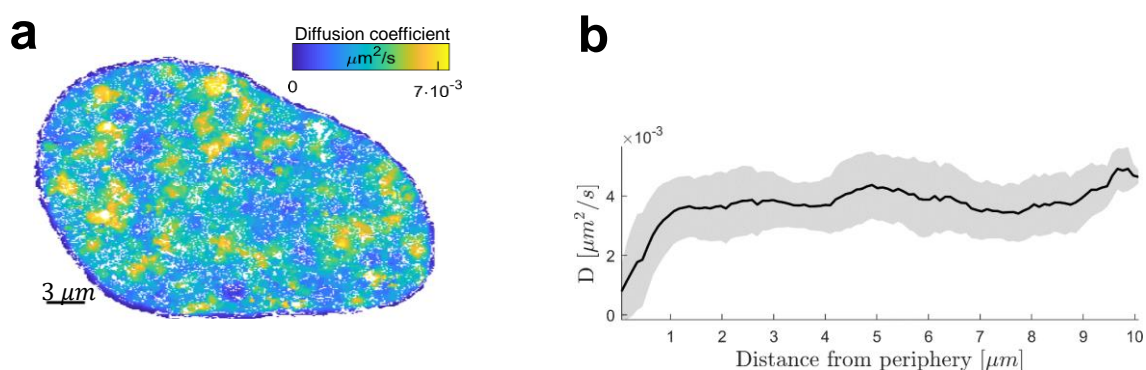 a
Diffusion coefficient
μm²/s
0
7·10⁻³
3 μm
b
×10⁻³
D [μm²/s]
4
2
0
1 2 3 4 5 6 7 8 9 10
Distance from periphery [μm]